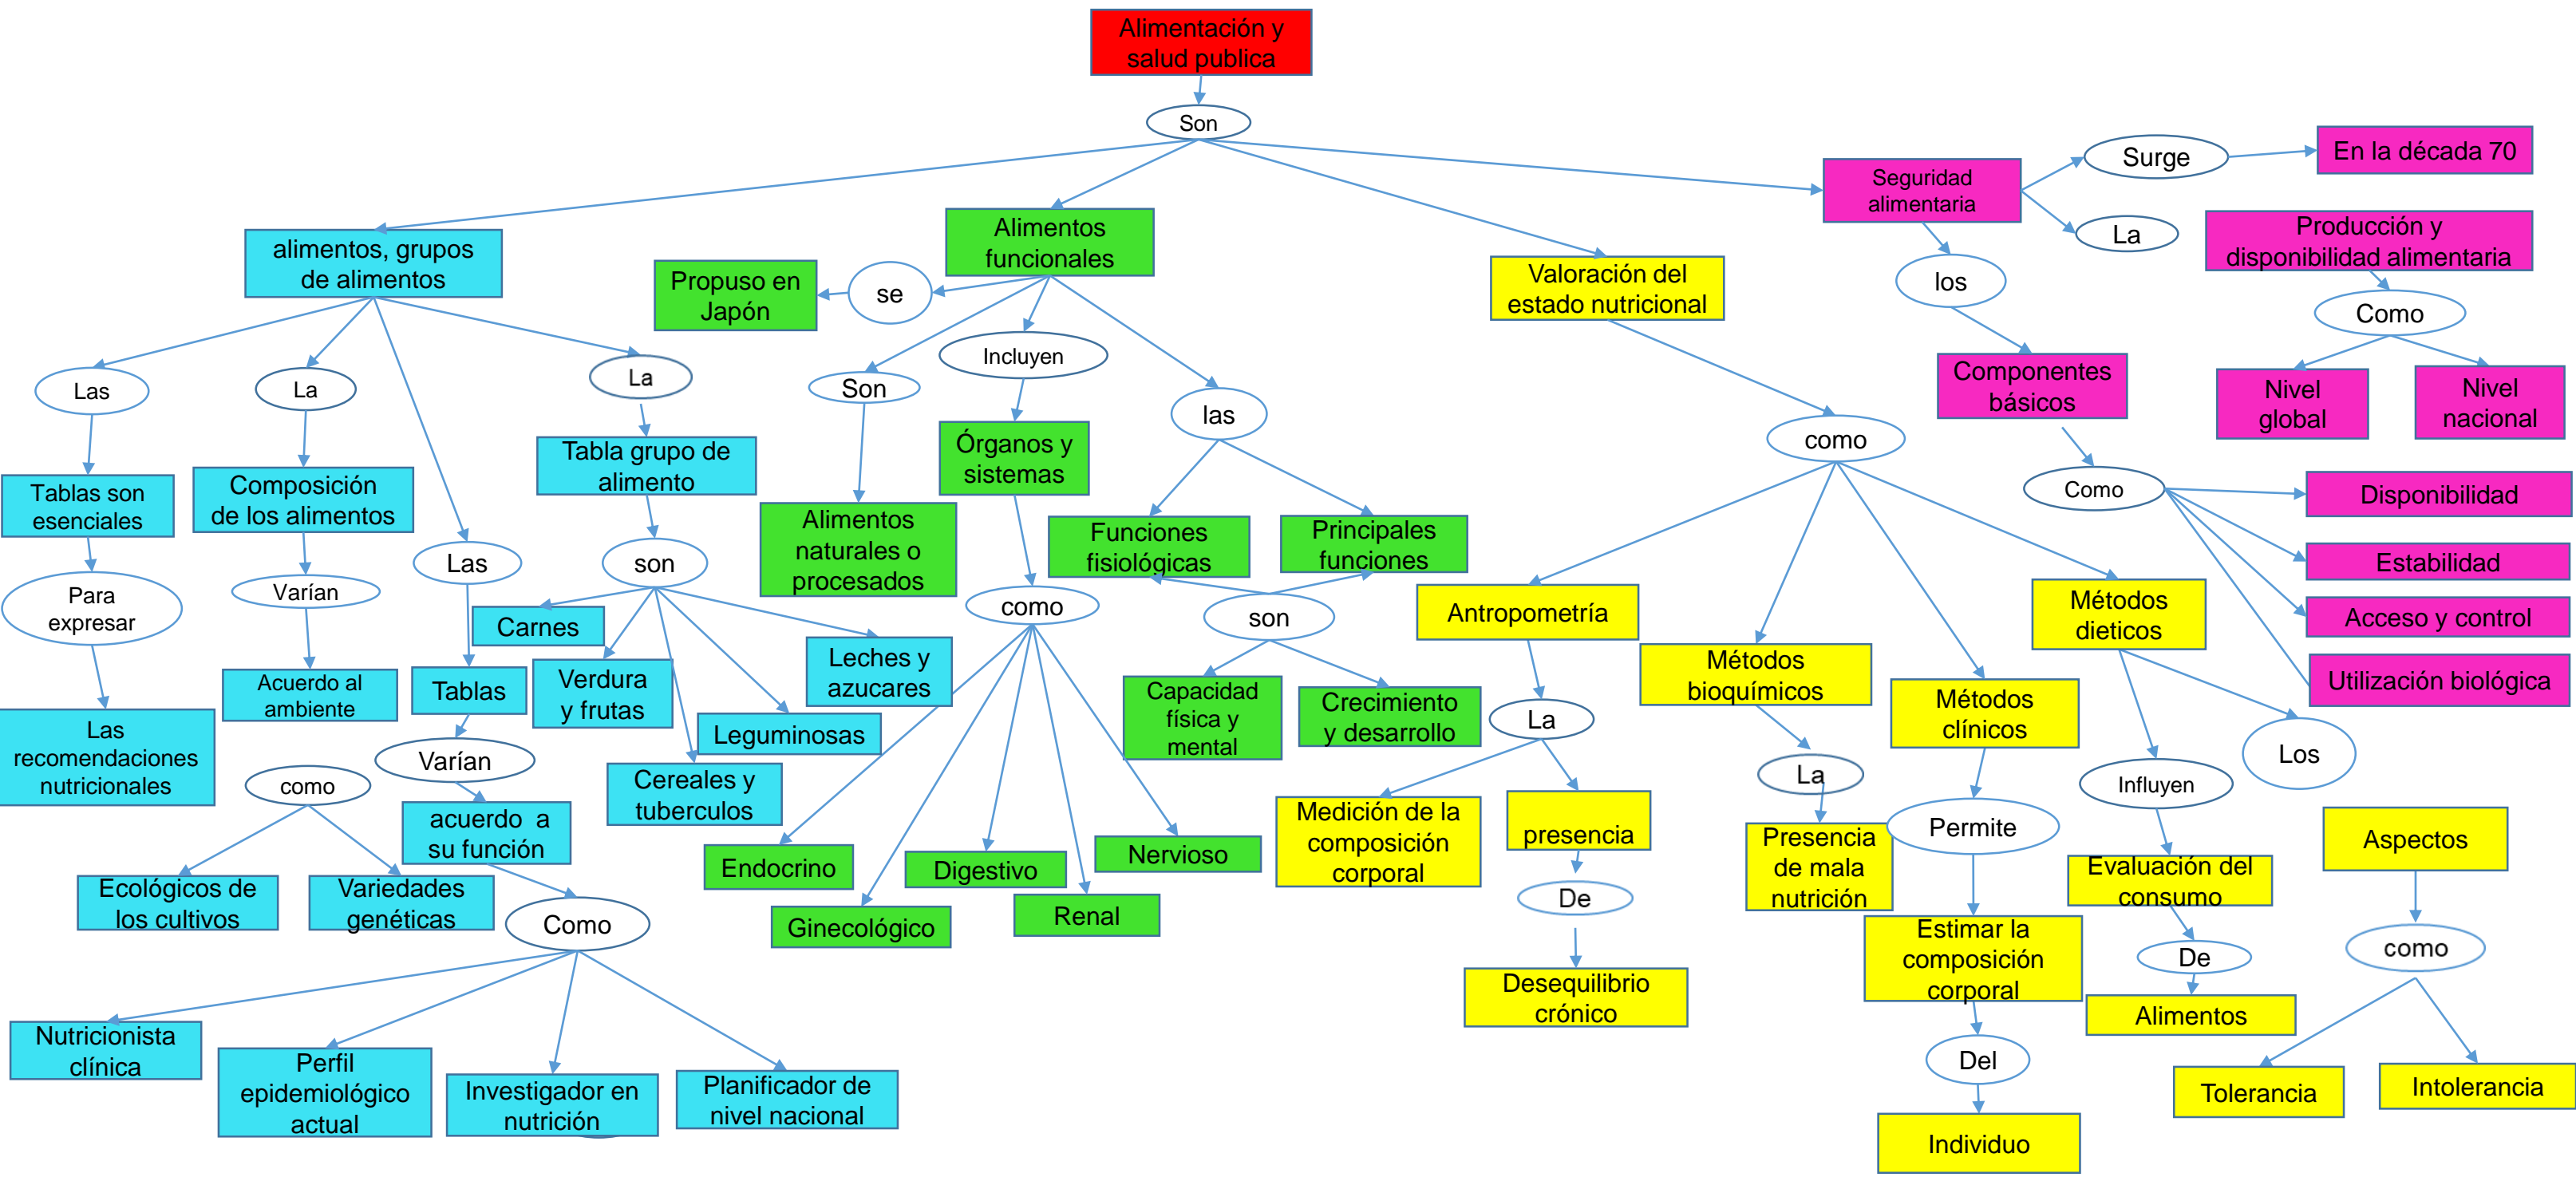 Alimentación y
salud publica
Son
Seguridad
alimentaria
Surge
En la década 70
La
los
Producción y
disponibilidad alimentaria
Como
Nivel
global
Nivel
nacional
Componentes
básicos
Como
Disponibilidad
Estabilidad
Acceso y control
Utilización biológica
alimentos, grupos
de alimentos
Las
Tablas son
esenciales
Para
expresar
Las
recomendaciones
nutricionales
La
Composición
de los alimentos
Varían
Acuerdo al
ambiente
como
Ecológicos de
los cultivos
Variedades
genéticas
Las
Tablas
Varían
acuerdo a
su función
Como
Nutricionista
clínica
Perfil
epidemiológico
actual
Investigador en
nutrición
Planificador de
nivel nacional
La
Tabla grupo de
alimento
son
Carnes
Verdura
y frutas
Cereales y
tuberculos
Leguminosas
Leches y
azucares
Alimentos
funcionales
se
Propuso en
Japón
Son
Alimentos
naturales o
procesados
Incluyen
Órganos y
sistemas
como
Endocrino
Ginecológico
Digestivo
Renal
Nervioso
las
Funciones
fisiológicas
Principales
funciones
son
Capacidad
física y
mental
Crecimiento
y desarrollo
Valoración del
estado nutricional
como
Antropometría
La
Medición de la
composición
corporal
presencia
De
Desequilibrio
crónico
Métodos
bioquímicos
La
Presencia
de mala
nutrición
Métodos
clínicos
Permite
Estimar la
composición
corporal
Del
Individuo
Métodos
dieticos
Influyen
Evaluación del
consumo
De
Alimentos
Los
Aspectos
como
Tolerancia
Intolerancia